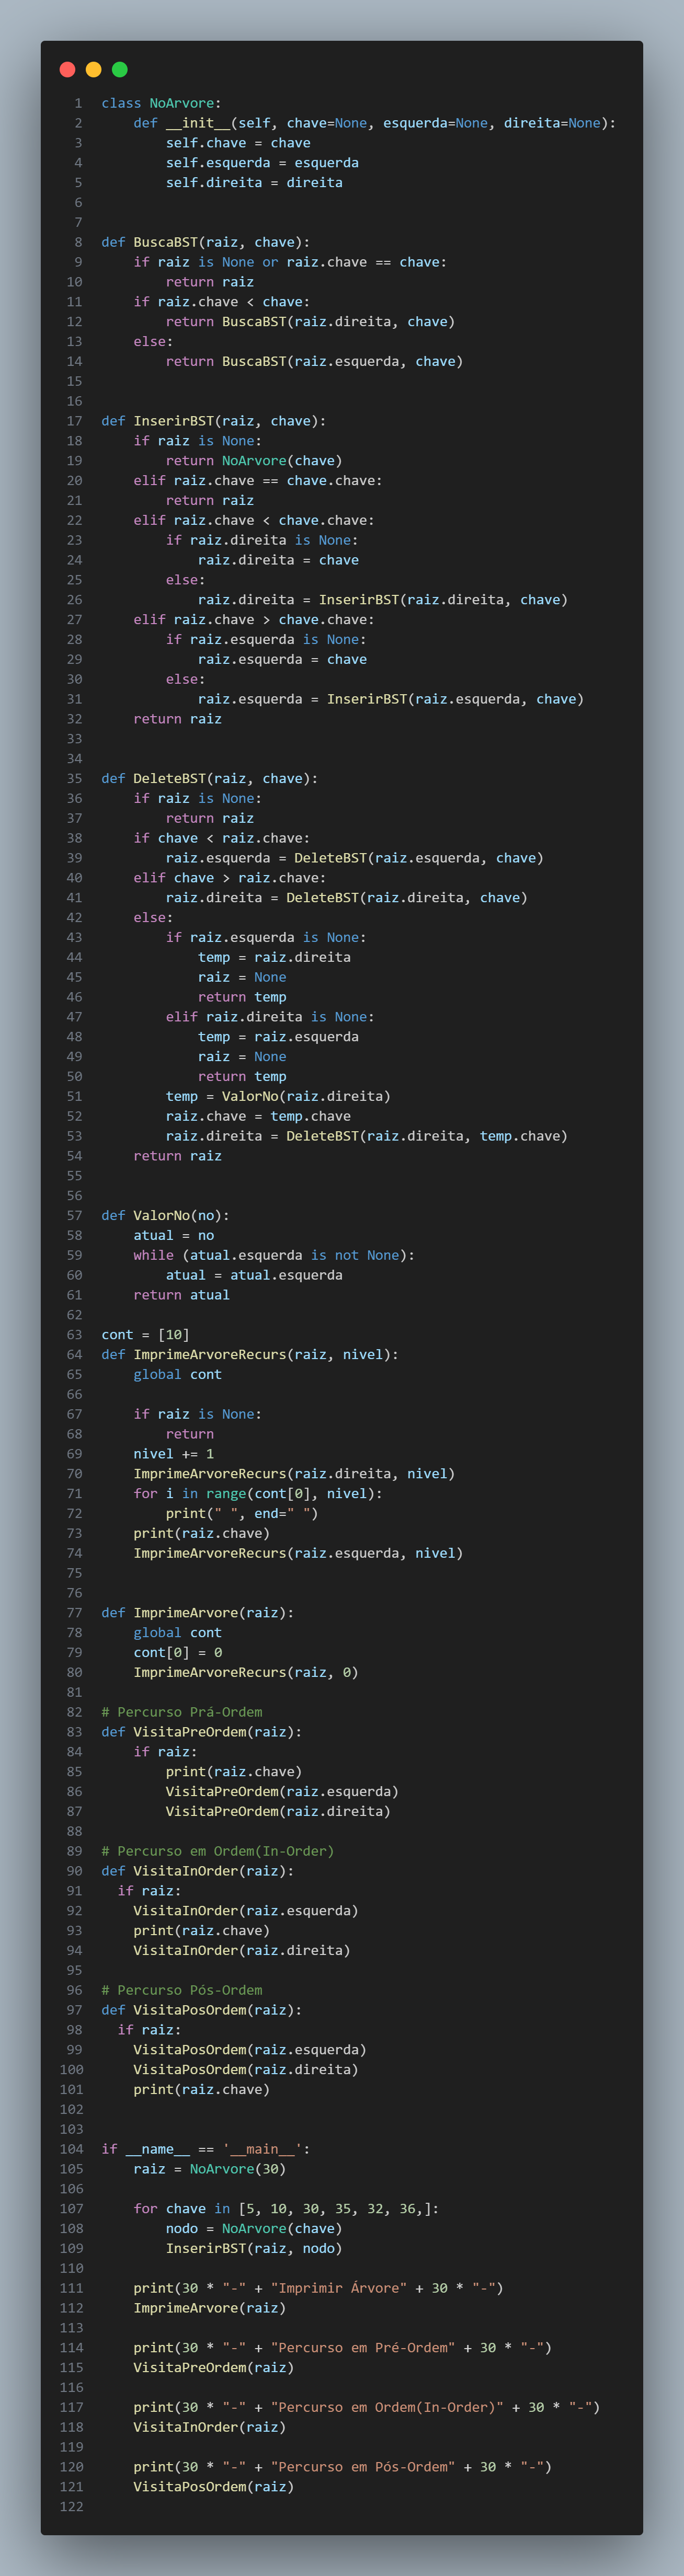 1 class NoArvore:
2     def __init__(self, chave=None, esquerda=None, direita=None):
3         self.chave = chave
4         self.esquerda = esquerda
5         self.direita = direita
6
7
8 def BuscaBST(raiz, chave):
9     if raiz is None or raiz.chave == chave:
10         return raiz
11     if raiz.chave < chave:
12         return BuscaBST(raiz.direita, chave)
13     else:
14         return BuscaBST(raiz.esquerda, chave)
15
16
17 def InserirBST(raiz, chave):
18     if raiz is None:
19         return NoArvore(chave)
20     elif raiz.chave == chave.chave:
21         return raiz
22     elif raiz.chave < chave.chave:
23         if raiz.direita is None:
24             raiz.direita = chave
25         else:
26             raiz.direita = InserirBST(raiz.direita, chave)
27     elif raiz.chave > chave.chave:
28         if raiz.esquerda is None:
29             raiz.esquerda = chave
30         else:
31             raiz.esquerda = InserirBST(raiz.esquerda, chave)
32     return raiz
33
34
35 def DeleteBST(raiz, chave):
36     if raiz is None:
37         return raiz
38     if chave < raiz.chave:
39         raiz.esquerda = DeleteBST(raiz.esquerda, chave)
40     elif chave > raiz.chave:
41         raiz.direita = DeleteBST(raiz.direita, chave)
42     else:
43         if raiz.esquerda is None:
44             temp = raiz.direita
45             raiz = None
46             return temp
47         elif raiz.direita is None:
48             temp = raiz.esquerda
49             raiz = None
50             return temp
51         temp = ValorNo(raiz.direita)
52         raiz.chave = temp.chave
53         raiz.direita = DeleteBST(raiz.direita, temp.chave)
54     return raiz
55
56
57 def ValorNo(no):
58     atual = no
59     while (atual.esquerda is not None):
60         atual = atual.esquerda
61     return atual
62
63 cont = [10]
64 def ImprimeArvoreRecurs(raiz, nivel):
65     global cont
66
67     if raiz is None:
68         return
69     nivel += 1
70     ImprimeArvoreRecurs(raiz.direita, nivel)
71     for i in range(cont[0], nivel):
72         print(" ", end=" ")
73     print(raiz.chave)
74     ImprimeArvoreRecurs(raiz.esquerda, nivel)
75
76
77 def ImprimeArvore(raiz):
78     global cont
79     cont[0] = 0
80     ImprimeArvoreRecurs(raiz, 0)
81
82 # Percurso Prá-Ordem
83 def VisitaPreOrdem(raiz):
84     if raiz:
85         print(raiz.chave)
86         VisitaPreOrdem(raiz.esquerda)
87         VisitaPreOrdem(raiz.direita)
88
89 # Percurso em Ordem(In-Order)
90 def VisitaInOrder(raiz):
91   if raiz:
92     VisitaInOrder(raiz.esquerda)
93     print(raiz.chave)
94     VisitaInOrder(raiz.direita)
95
96 # Percurso Pós-Ordem
97 def VisitaPosOrdem(raiz):
98   if raiz:
99     VisitaPosOrdem(raiz.esquerda)
100     VisitaPosOrdem(raiz.direita)
101     print(raiz.chave)
102
103
104 if __name__ == '__main__':
105     raiz = NoArvore(30)
106
107     for chave in [5, 10, 30, 35, 32, 36,]:
108         nodo = NoArvore(chave)
109         InserirBST(raiz, nodo)
110
111     print(30 * "-" + "Imprimir Árvore" + 30 * "-")
112     ImprimeArvore(raiz)
113
114     print(30 * "-" + "Percurso em Pré-Ordem" + 30 * "-")
115     VisitaPreOrdem(raiz)
116
117     print(30 * "-" + "Percurso em Ordem(In-Order)" + 30 * "-")
118     VisitaInOrder(raiz)
119
120     print(30 * "-" + "Percurso em Pós-Ordem" + 30 * "-")
121     VisitaPosOrdem(raiz)
122